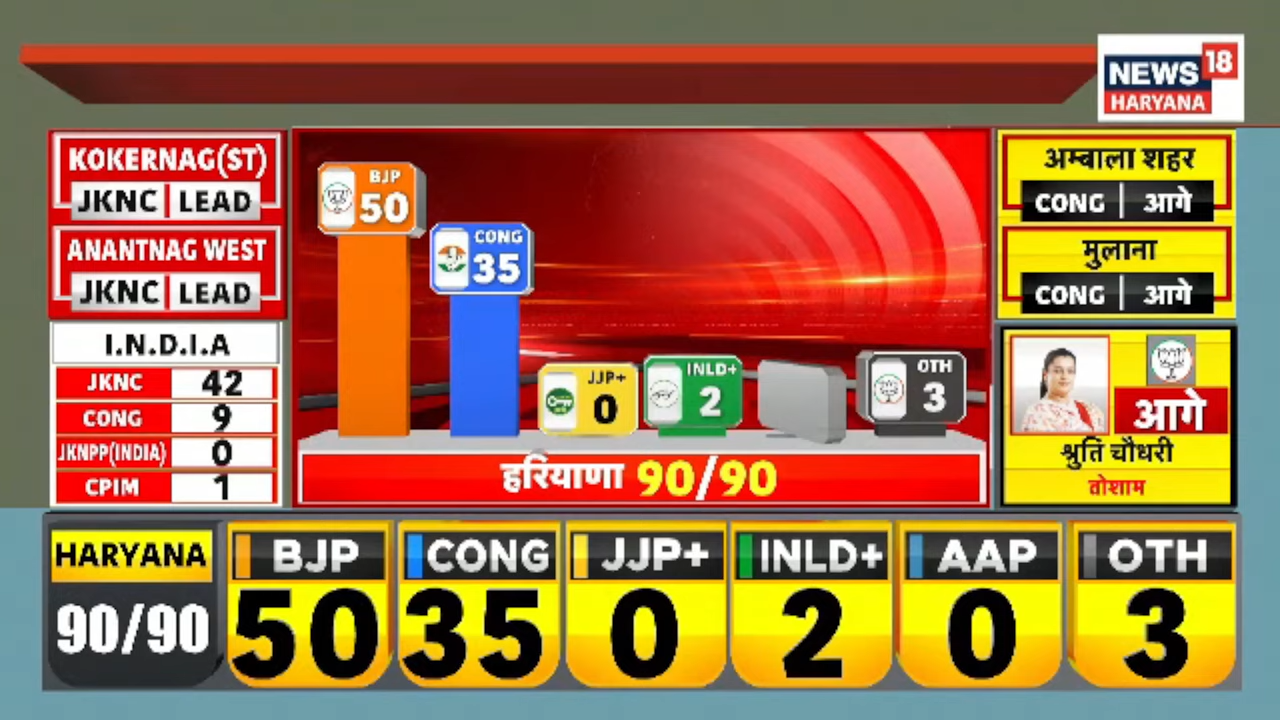 NEWS 18
HARYANA
KOKERNAG(ST)
JKNC | LEAD
ANANTNAG WEST
JKNC | LEAD
I.N.D.I.A
JKNC 42
CONG 9
JKNPP(INDIA) 0
CPIM 1
BJP
50
CONG
35
JJP+
0
INLD+
2
OTH
3
हरियाणा 90/90
अम्बाला शहर
CONG | आगे
मुलाना
CONG | आगे
आगे
श्रुति चौधरी
तोशाम
HARYANA BJP CONG JJP+ INLD+ AAP OTH
90/90 50 35 0 2 0 3